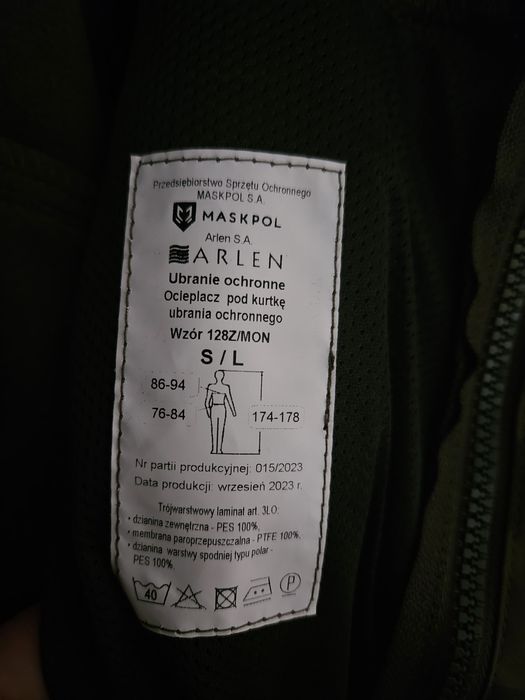 Przedsiębiorstwo Sprzętu Ochronnego
MASKPOL S.A.
MASKPOL
Arlen S.A.
ARLEN
Ubranie ochronne
Ocieplacz pod kurtkę
ubrania ochronnego
Wzór 128Z/MON
S / L
86-94
76-84
174-178
Nr partii produkcyjnej: 015/2023
Data produkcji: wrzesień 2023 r.
Trójwarstwowy laminat art. 3LO:
• dzianina zewnętrzna - PES 100%,
• membrana paroprzepuszczalna - PTFE 100%,
• dzianina warstwy spodniej typu polar -
PES 100%.
40
P